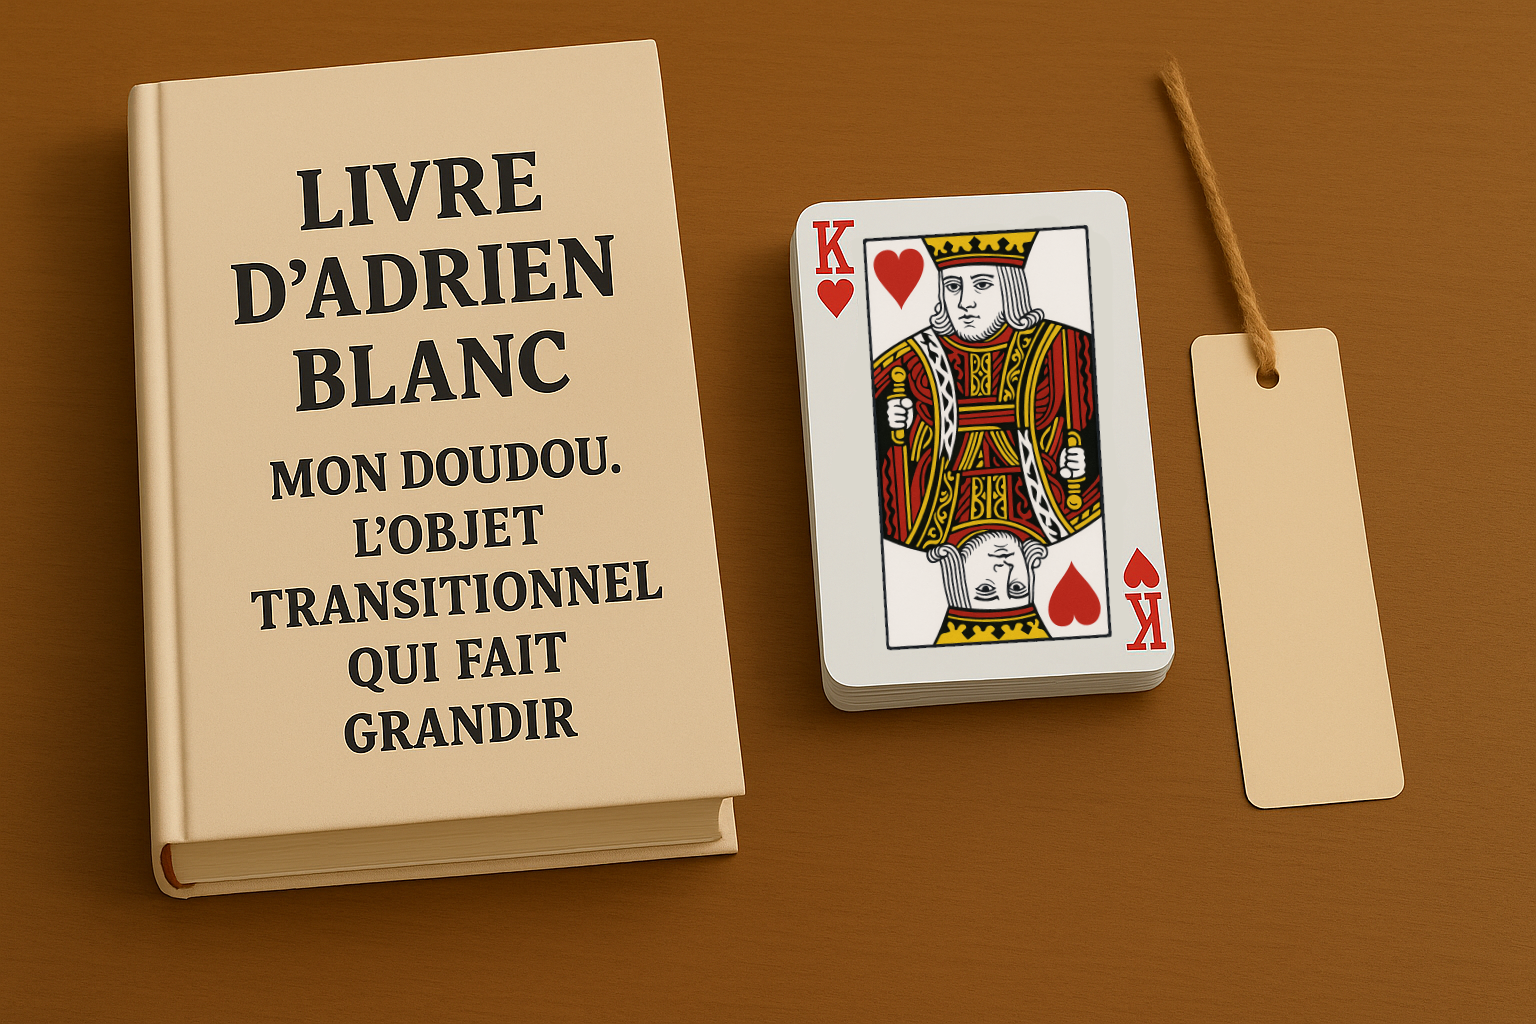 LIVRE
D'ADRIEN
BLANC
MON DOUDOU.
L'OBJET
TRANSITIONNEL
QUI FAIT
GRANDIR
K
K